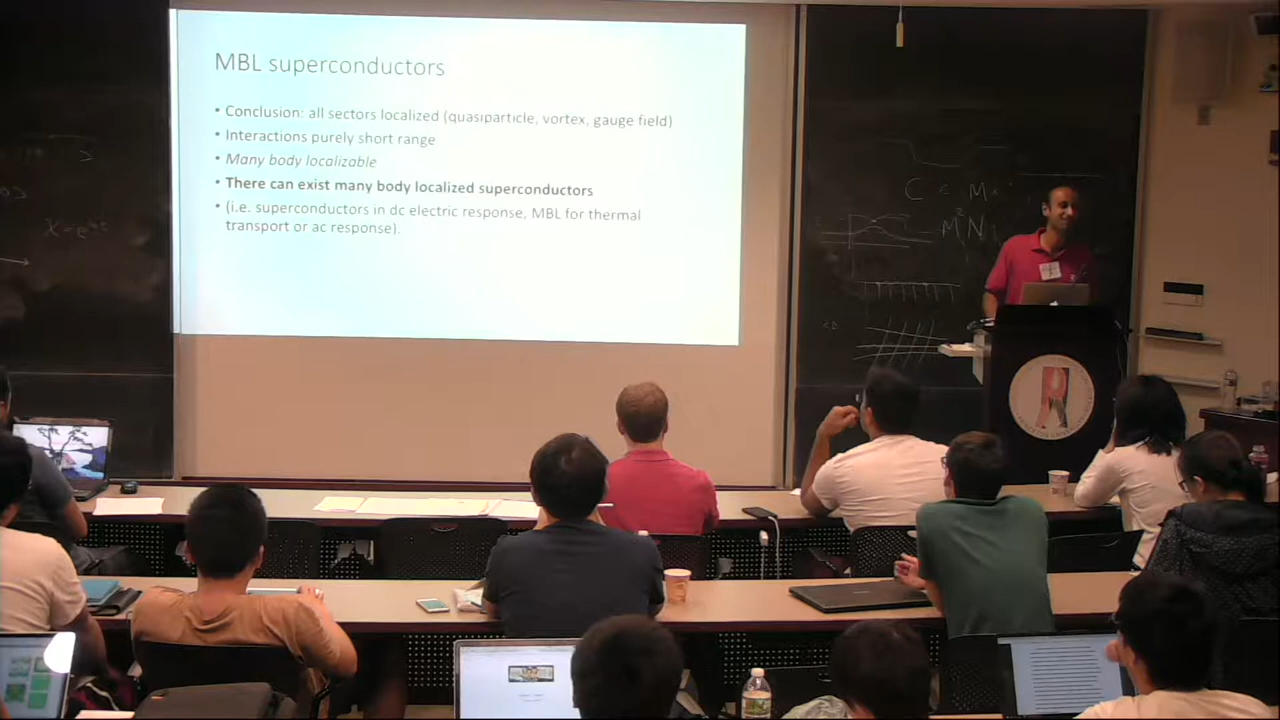 MBL superconductors
• Conclusion: all sectors localized (quasiparticle, vortex, gauge field)
• Interactions purely short range
• Many body localizable
• There can exist many body localized superconductors
• (i.e. superconductors in dc electric response, MBL for thermal
transport or ac response).